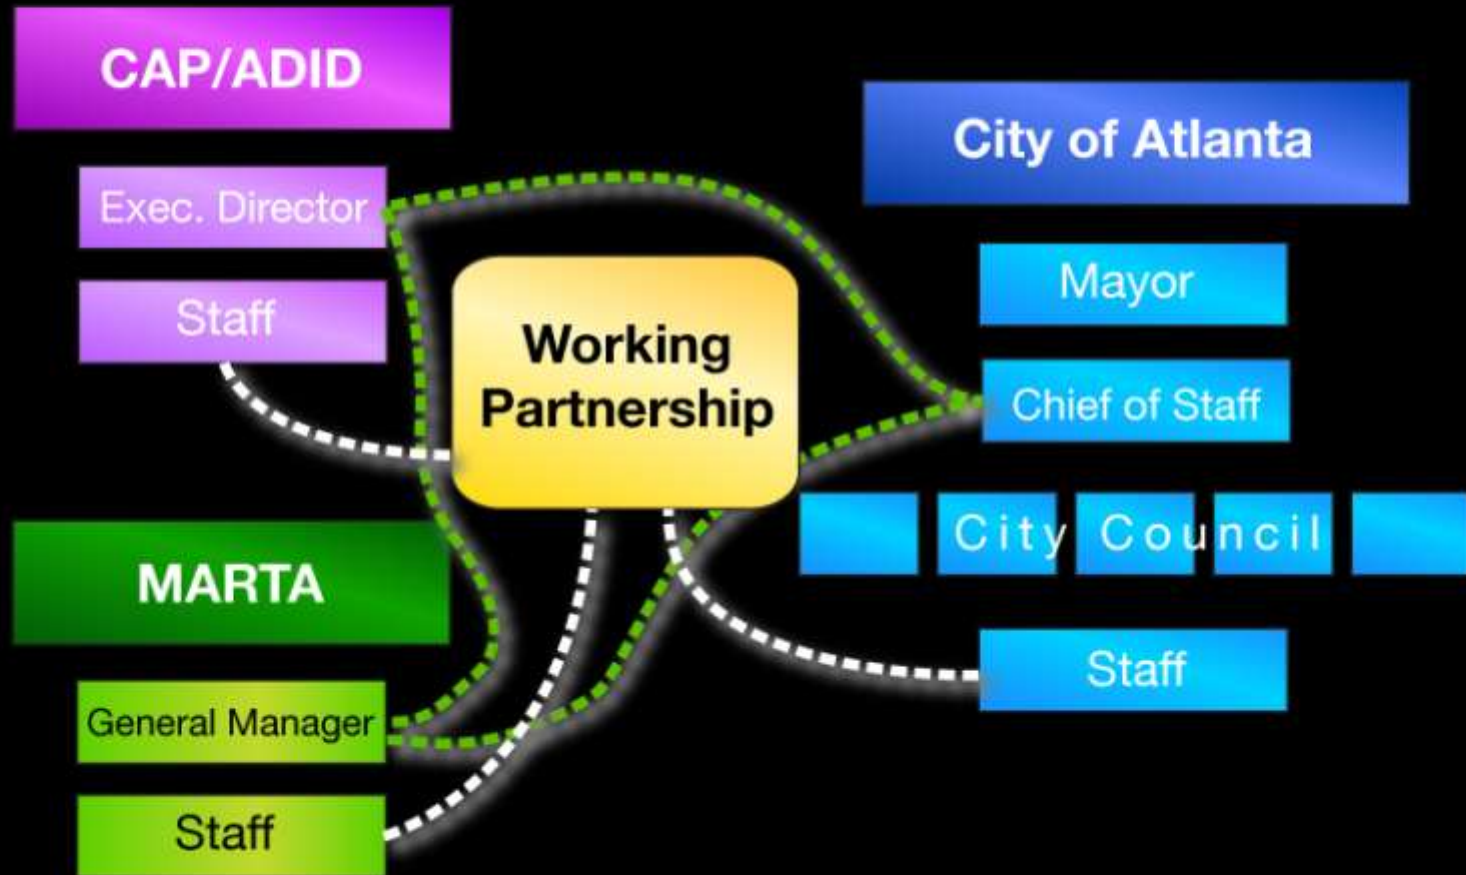 CAP/ADID
Exec. Director
Staff
MARTA
General Manager
Staff
Working
Partnership
City of Atlanta
Mayor
Chief of Staff
City Council
Staff